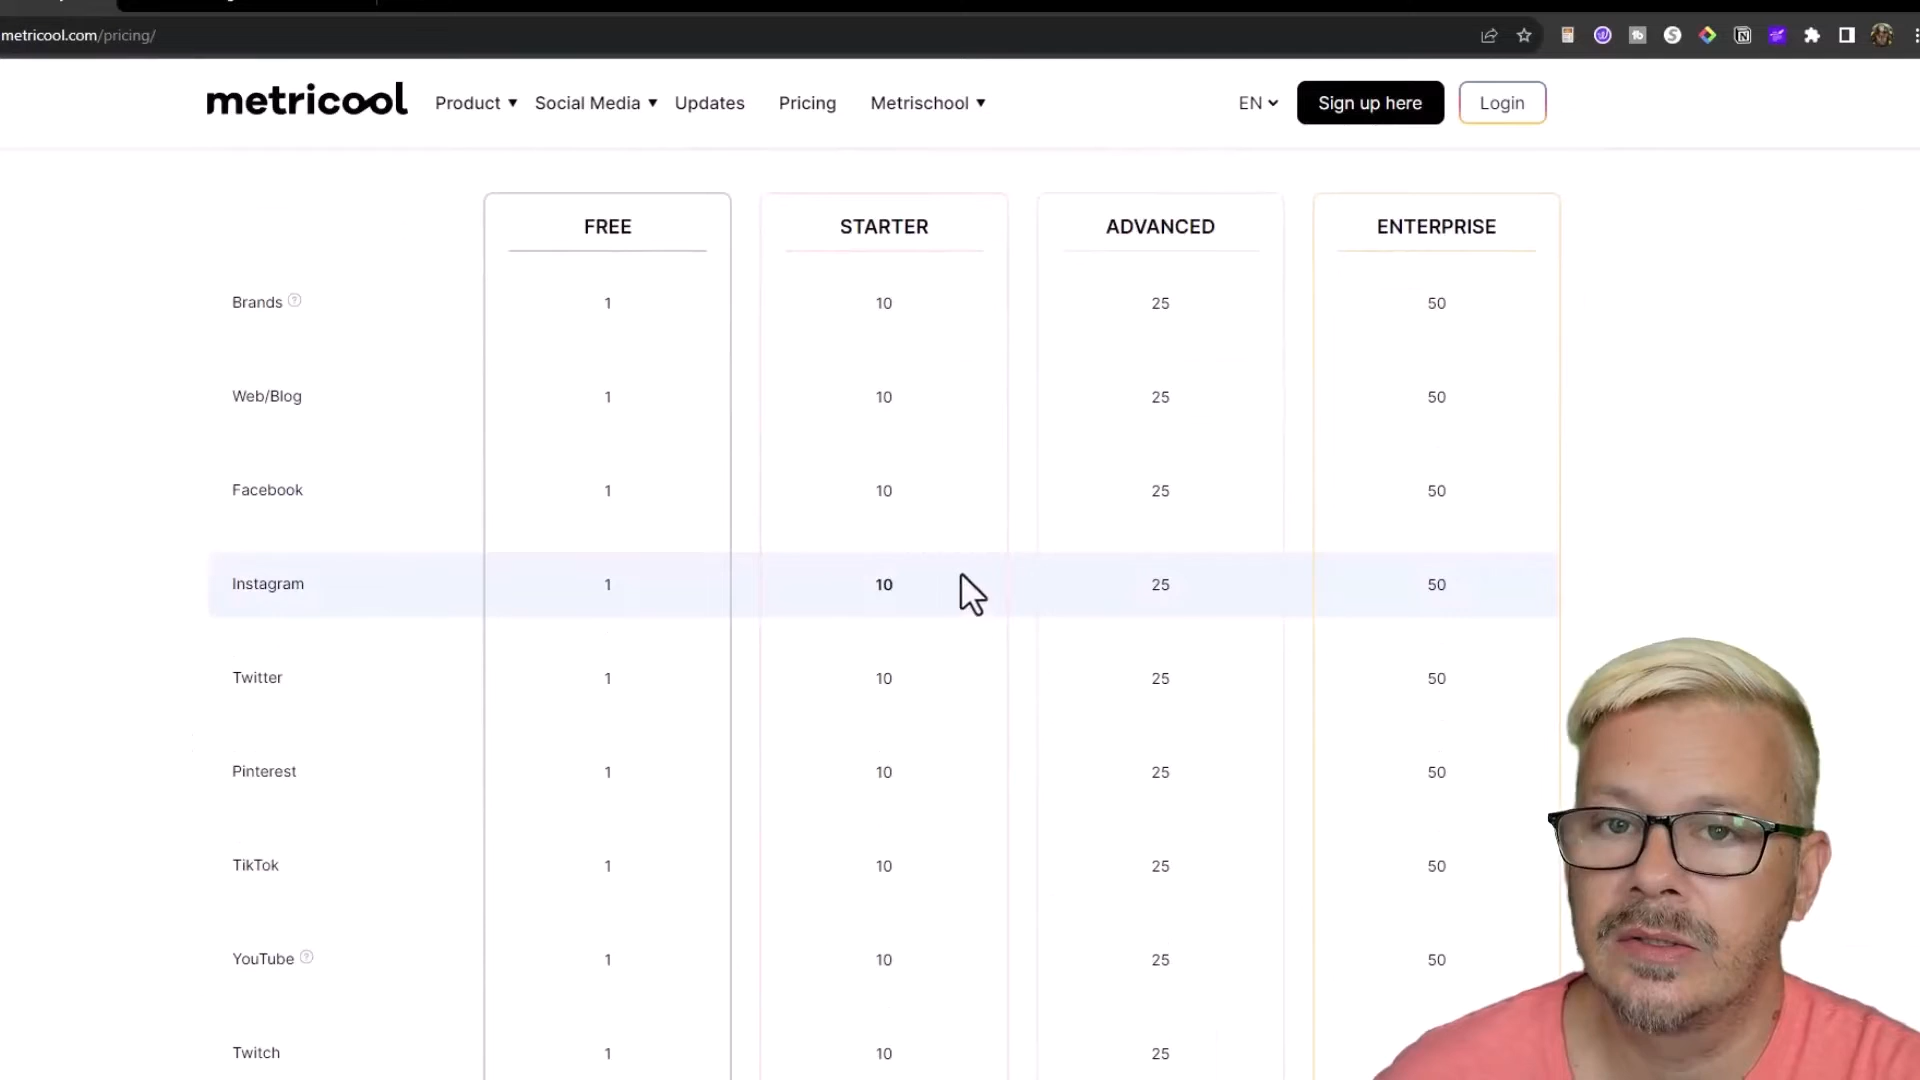 metricool.com/pricing/
metricool Product ▼ Social Media ▼ Updates Pricing Metrischool ▼ EN Sign up here Login
FREE STARTER ADVANCED ENTERPRISE
Brands ? 1 10 25 50
Web/Blog 1 10 25 50
Facebook 1 10 25 50
Instagram 1 10 25 50
Twitter 1 10 25 50
Pinterest 1 10 25 50
TikTok 1 10 25 50
YouTube ? 1 10 25 50
Twitch 1 10 25